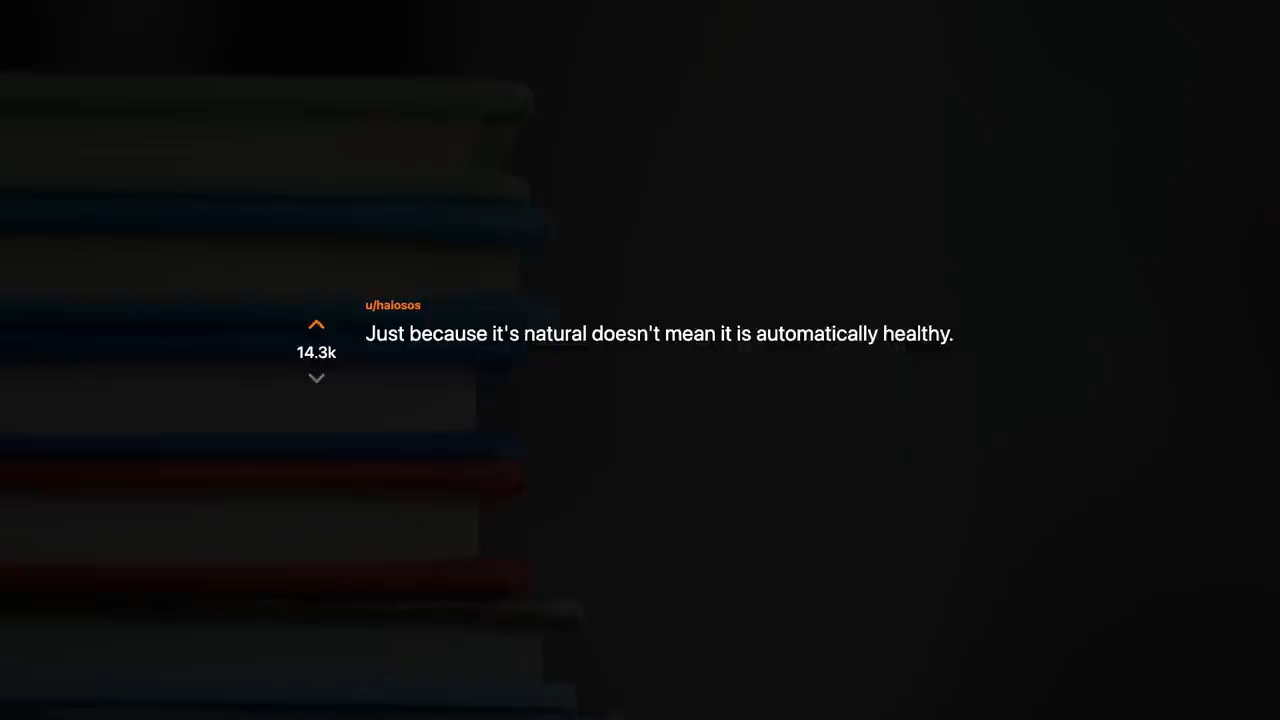 u/halosos
Just because it's natural doesn't mean it is automatically healthy.
14.3k